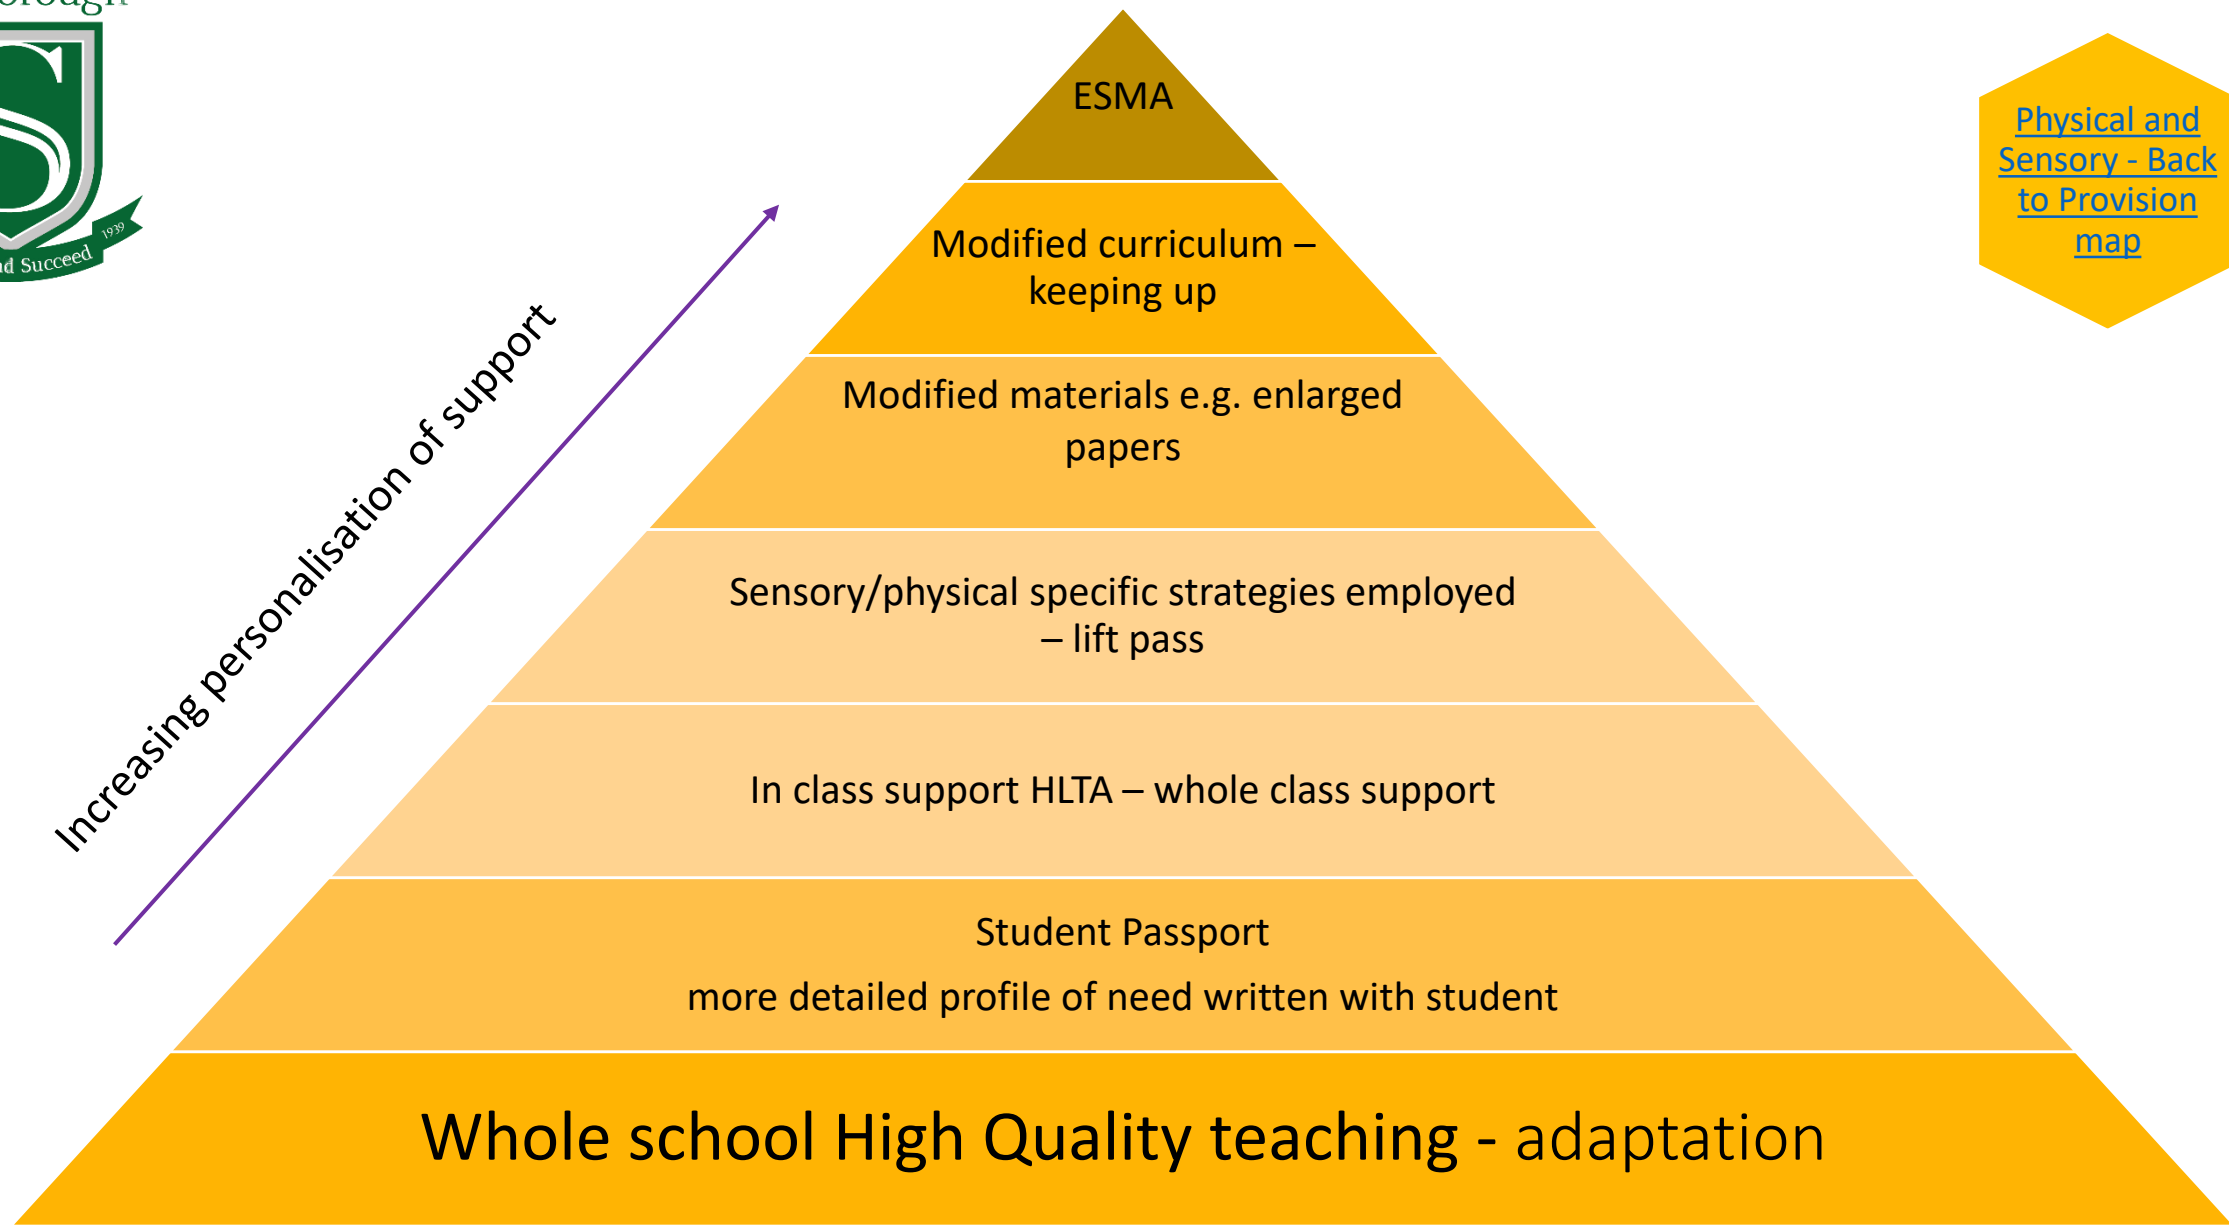 1939
nd Succeed
ESMA
Physical and
Sensory - Back
to Provision
map
Modified curriculum –
keeping up
Modified materials e.g. enlarged
papers
Increasing personalisation of support
Sensory/physical specific strategies employed
– lift pass
In class support HLTA – whole class support
Student Passport
more detailed profile of need written with student
Whole school High Quality teaching - adaptation